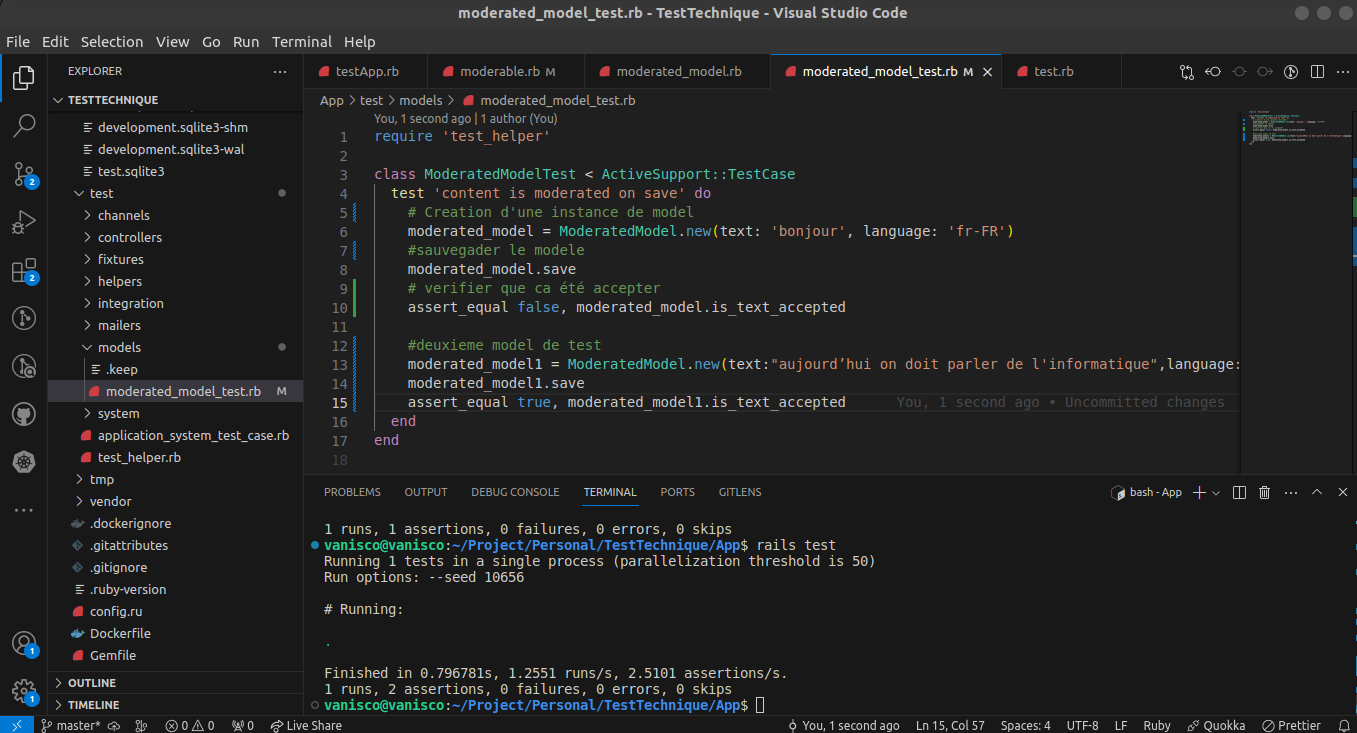 moderated_model_test.rb - TestTechnique - Visual Studio Code
File Edit Selection View Go Run Terminal Help
EXPLORER
TESTTECHNIQUE
development.sqlite3-shm
development.sqlite3-wal
test.sqlite3
test
channels
controllers
fixtures
helpers
integration
mailers
models
.keep
moderated_model_test.rb M
system
application_system_test_case.rb
test_helper.rb
tmp
vendor
.dockerignore
.gitattributes
.gitignore
.ruby-version
config.ru
Dockerfile
Gemfile
OUTLINE
TIMELINE
2
2
1
1
testApp.rb
moderable.rb M
moderated_model.rb
moderated_model_test.rb M
test.rb
App > test > models > moderated_model_test.rb
You, 1 second ago | 1 author (You)
1 require 'test_helper'
2
3 class ModeratedModelTest < ActiveSupport::TestCase
4 test 'content is moderated on save' do
5 # Creation d'une instance de model
6 moderated_model = ModeratedModel.new(text: 'bonjour', language: 'fr-FR')
7 #sauvegader le modele
8 moderated_model.save
9 # verifier que ca été accepter
10 assert_equal false, moderated_model.is_text_accepted
11
12 #deuxieme model de test
13 moderated_model1 = ModeratedModel.new(text:"aujourd’hui on doit parler de l'informatique",language:
14 moderated_model1.save
15 assert_equal true, moderated_model1.is_text_accepted You, 1 second ago • Uncommitted changes
16 end
17 end
18
PROBLEMS OUTPUT DEBUG CONSOLE TERMINAL PORTS GITLENS
bash - App
1 runs, 1 assertions, 0 failures, 0 errors, 0 skips
vanisco@vanisco:~/Project/Personal/TestTechnique/App$ rails test
Running 1 tests in a single process (parallelization threshold is 50)
Run options: --seed 10656
# Running:
.
Finished in 0.796781s, 1.2551 runs/s, 2.5101 assertions/s.
1 runs, 2 assertions, 0 failures, 0 errors, 0 skips
vanisco@vanisco:~/Project/Personal/TestTechnique/App$
master* 0 0 0 Live Share You, 1 second ago Ln 15, Col 57 Spaces: 4 UTF-8 LF Ruby Quokka Prettier